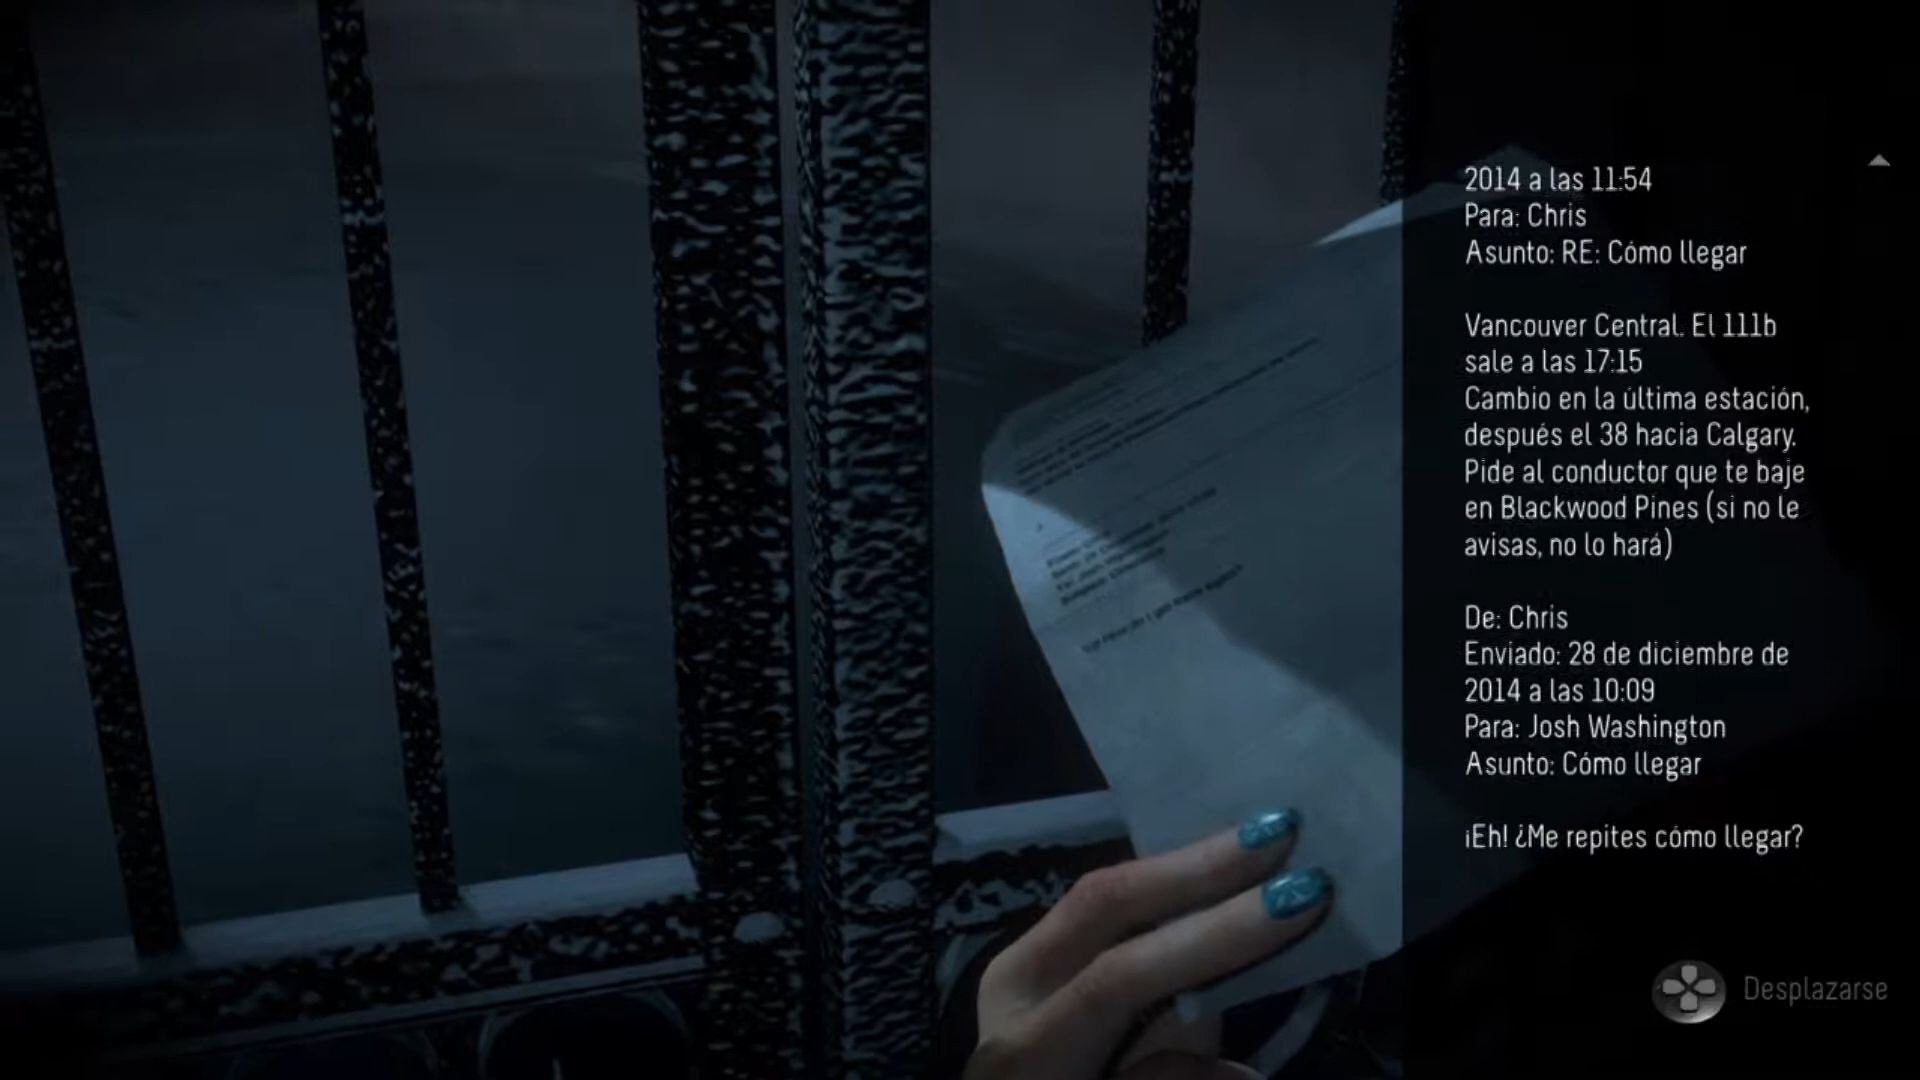 2014 a las 11:54
Para: Chris
Asunto: RE: Cómo llegar
Vancouver Central. El 111b
sale a las 17:15
Cambio en la última estación,
después el 38 hacia Calgary.
Pide al conductor que te baje
en Blackwood Pines (si no le
avisas, no lo hará)
De: Chris
Enviado: 28 de diciembre de
2014 a las 10:09
Para: Josh Washington
Asunto: Cómo llegar
¡Eh! ¿Me repites cómo llegar?
Desplazarse